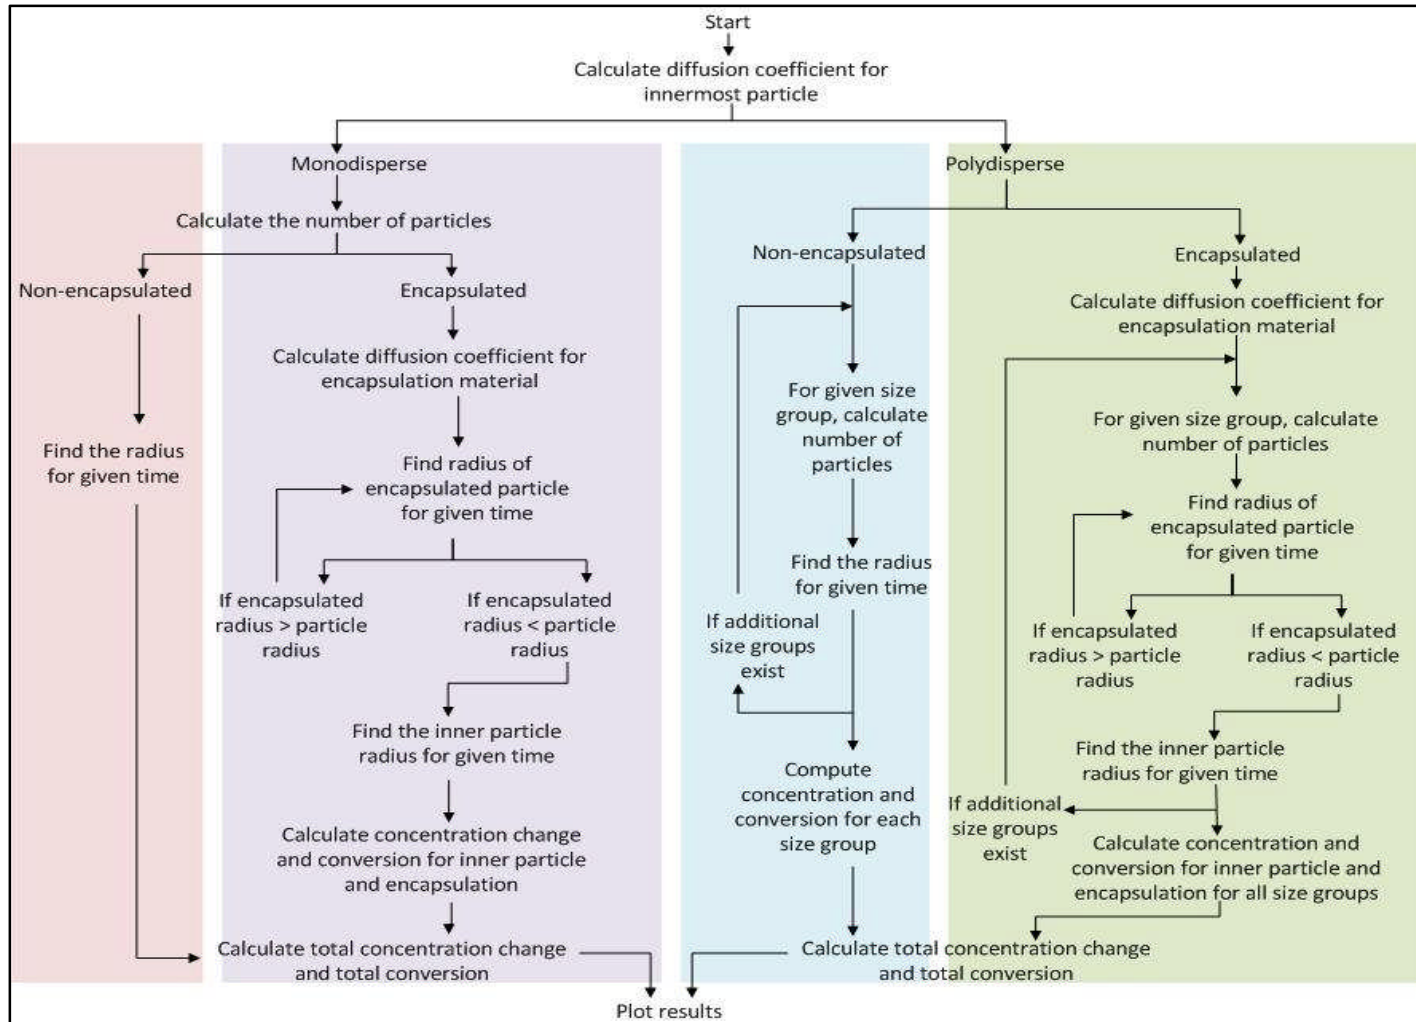 Start
Calculate diffusion coefficient for
innermost particle
Monodisperse
Calculate the number of particles
Non-encapsulated
Find the radius
for given time
Encapsulated
Calculate diffusion coefficient for
encapsulation material
Find radius of
encapsulated particle
for given time
If encapsulated
radius > particle
radius
If encapsulated
radius < particle
radius
Find the inner particle
radius for given time
Calculate concentration change
and conversion for inner particle
and encapsulation
Calculate total concentration change
and total conversion
Polydisperse
Non-encapsulated
For given size
group, calculate
number of
particles
Find the radius
for given time
If additional
size groups
exist
Compute
concentration and
conversion for each
size group
Encapsulated
Calculate diffusion coefficient for
encapsulation material
For given size group, calculate
number of particles
Find radius of
encapsulated particle
for given time
If encapsulated
radius > particle
radius
If encapsulated
radius < particle
radius
Find the inner particle
radius for given time
If additional
size groups
exist
Calculate concentration and
conversion for inner particle and
encapsulation for all size groups
Calculate total concentration change
and total conversion
Plot results